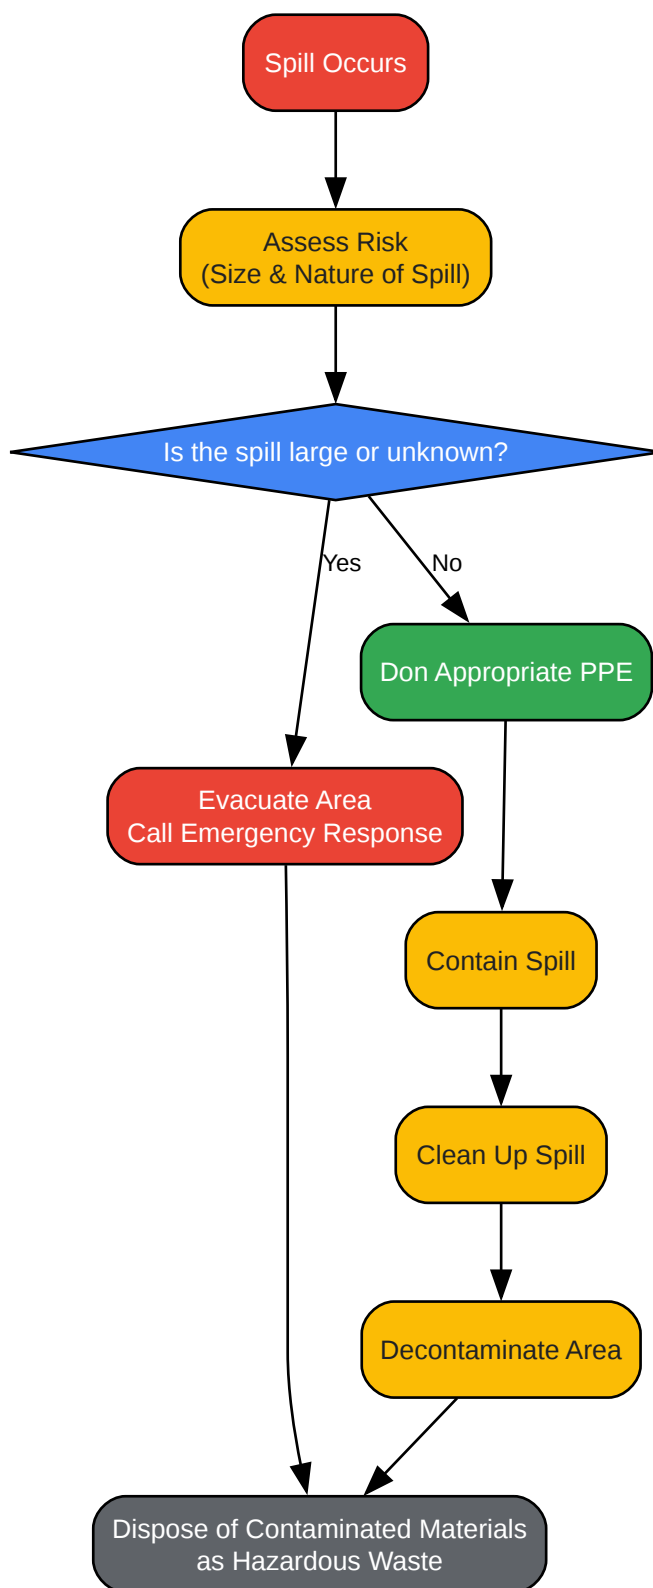 Spill Occurs
Assess Risk
(Size & Nature of Spill)
Is the spill large or unknown?
Yes
No
Don Appropriate PPE
Evacuate Area
Call Emergency Response
Contain Spill
Clean Up Spill
Decontaminate Area
Dispose of Contaminated Materials
as Hazardous Waste